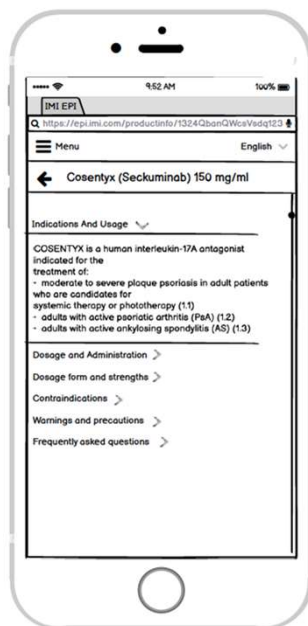 9:52 AM 100%
IMI EPI
https://epi.imi.com/productinfo/1324QbanQWcsVsdq123
Menu English
Cosentyx (Seckuminab) 150 mg/ml
Indications And Usage
COSENTYX is a human interleukin-17A antagonist
indicated for the
treatment of:
- moderate to severe plaque psoriasis in adult patients
who are candidates for
systemic therapy or phototherapy (1.1)
- adults with active psoriatic arthritis (PsA) (1.2)
- adults with active ankylosing spondylitis (AS) (1.3)
Dosage and Administration
Dosage form and strengths
Contraindications
Warnings and precautions
Frequently asked questions